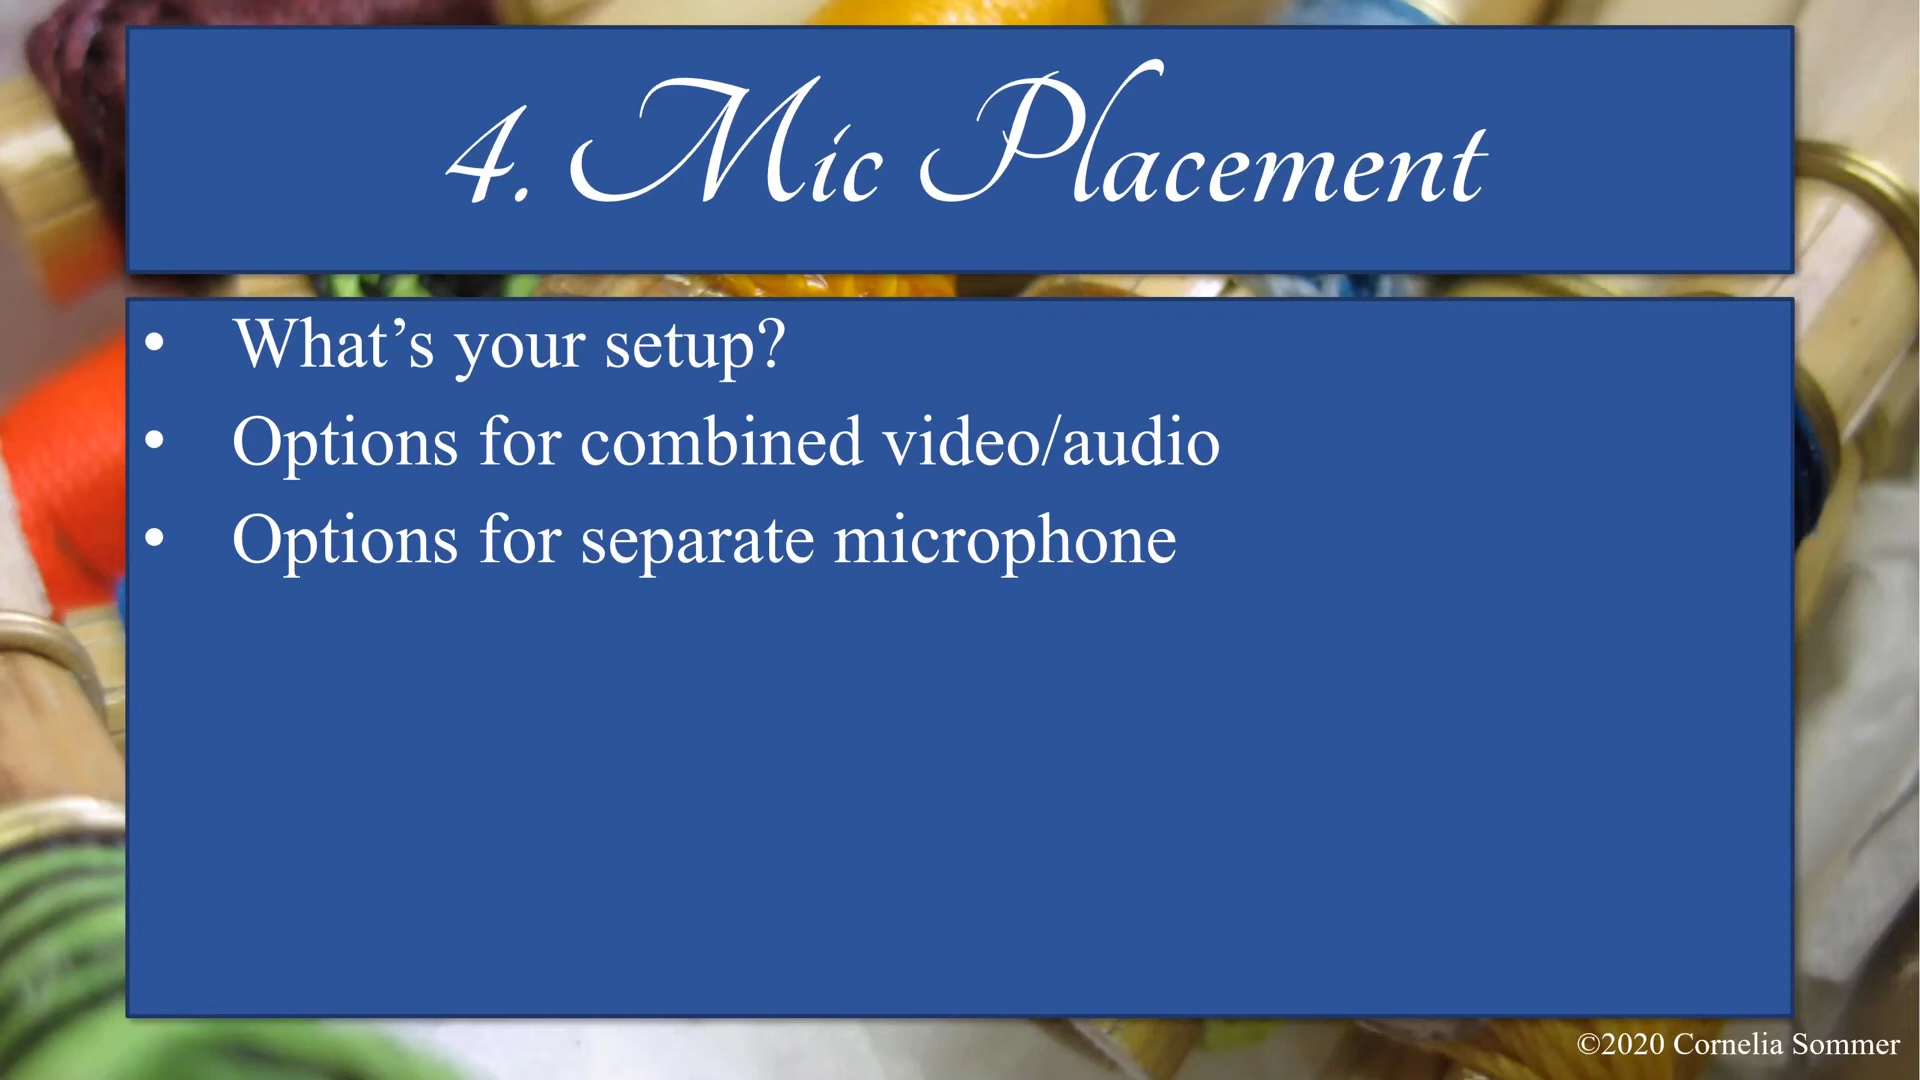 4. Mic Placement
• What’s your setup?
• Options for combined video/audio
• Options for separate microphone
©2020 Cornelia Sommer